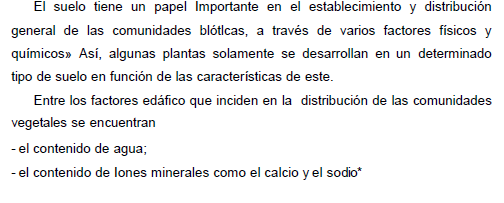 El suelo tiene un papel Importante en el establecimiento y distribución
general de las comunidades blótlcas, a través de varios factores físicos y
químicos» Así, algunas plantas solamente se desarrollan en un determinado
tipo de suelo en función de las características de este.
Entre los factores edáfico que inciden en la distribución de las comunidades
vegetales se encuentran
- el contenido de agua;
- el contenido de Iones minerales como el calcio y el sodio*